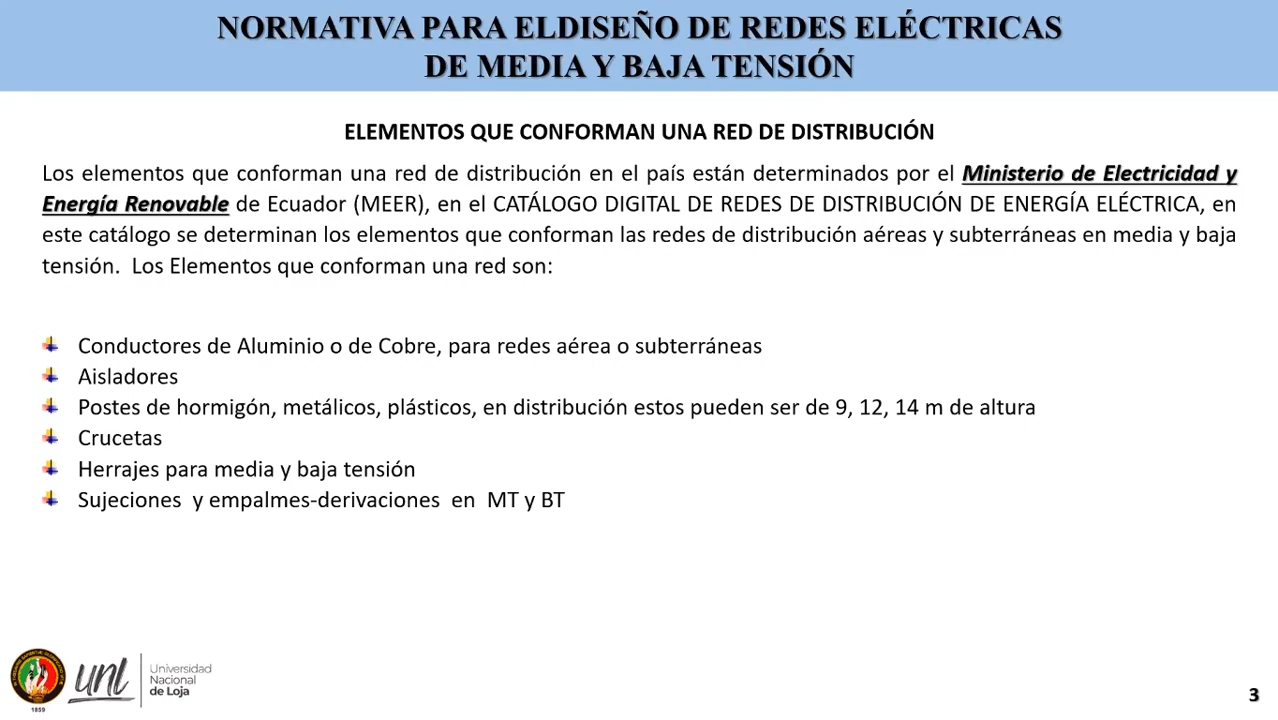 NORMATIVA PARA ELDISEÑO DE REDES ELÉCTRICAS
DE MEDIA Y BAJA TENSIÓN
ELEMENTOS QUE CONFORMAN UNA RED DE DISTRIBUCIÓN
Los elementos que conforman una red de distribución en el país están determinados por el Ministerio de Electricidad y
Energía Renovable de Ecuador (MEER), en el CATÁLOGO DIGITAL DE REDES DE DISTRIBUCIÓN DE ENERGÍA ELÉCTRICA, en
este catálogo se determinan los elementos que conforman las redes de distribución aéreas y subterráneas en media y baja
tensión. Los Elementos que conforman una red son:
Conductores de Aluminio o de Cobre, para redes aérea o subterráneas
Aisladores
Postes de hormigón, metálicos, plásticos, en distribución estos pueden ser de 9, 12, 14 m de altura
Crucetas
Herrajes para media y baja tensión
Sujeciones y empalmes-derivaciones en MT y BT
1859
unl
Universidad
Nacional
de Loja
3